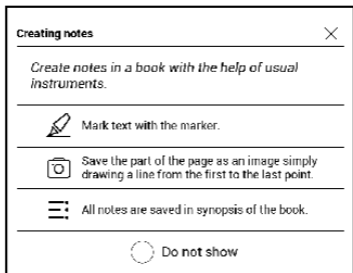 Creating notes
Create notes in a book with the help of usual
instruments.
Mark text with the marker.
Save the part of the page as an image simply
drawing a line from the first to the last point.
All notes are saved in synopsis of the book.
Do not show